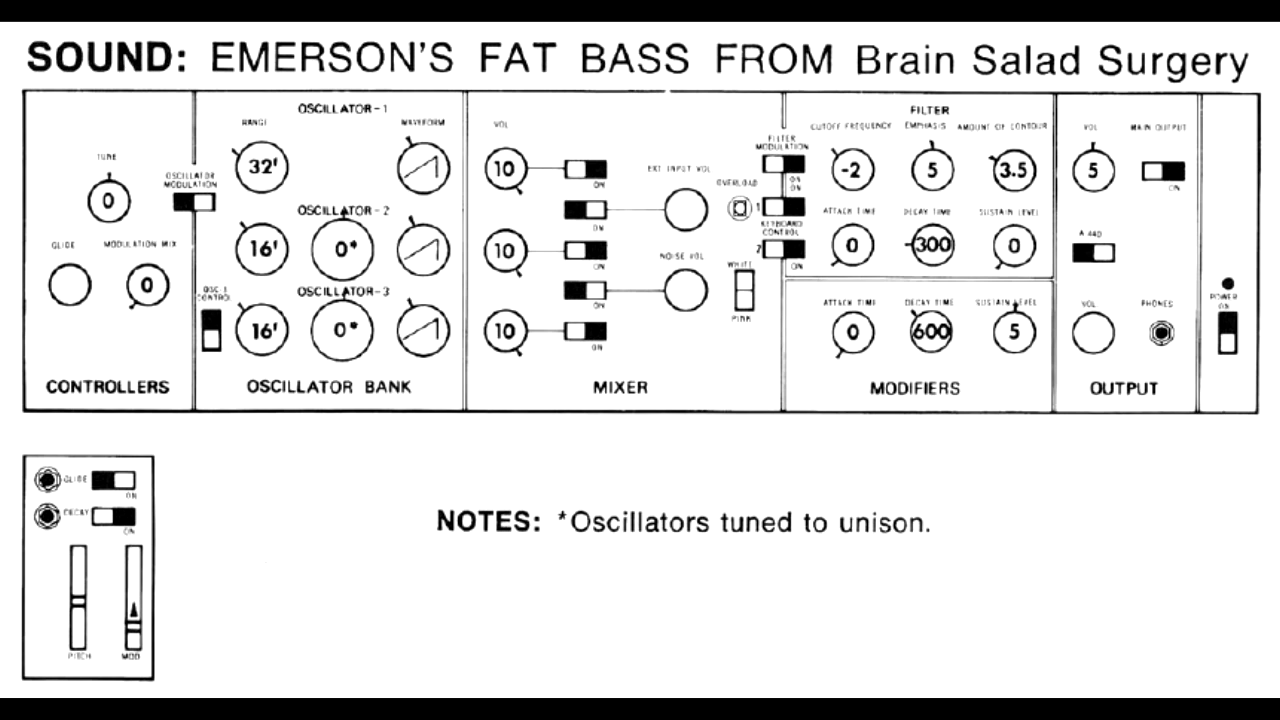 SOUND: EMERSON'S FAT BASS FROM Brain Salad Surgery
OSCILLATOR-1
RANGE
WAVEFORM
VOL
FILTER
CUTOFF FREQUENCY
EMPHASIS
AMOUNT OF CONTOUR
VOL
MAIN OUTPUT
TUNE
0
OSCILLATOR MODULATION
32'
10
ON
EXT INPUT VOL
OVERLOAD
FILTER MODULATION
ON
-2
5
3.5
5
ON
GLIDE
MODULATION MIX
0
OSCILLATOR-2
16'
0*
10
ON
ON
1
ON
KEYBOARD CONTROL
2
ON
ATTACK TIME
DECAY TIME
SUSTAIN LEVEL
0
300
0
A 440
OSC-3 CONTROL
OSCILLATOR-3
16'
0*
10
ON
ON
NOISE VOL
WHITE
PINK
ATTACK TIME
DECAY TIME
SUSTAIN LEVEL
0
600
5
VOL
PHONES
POWER
ON
CONTROLLERS
OSCILLATOR BANK
MIXER
MODIFIERS
OUTPUT
GLIDE
ON
DECAY
ON
PITCH
MOD
NOTES: *Oscillators tuned to unison.